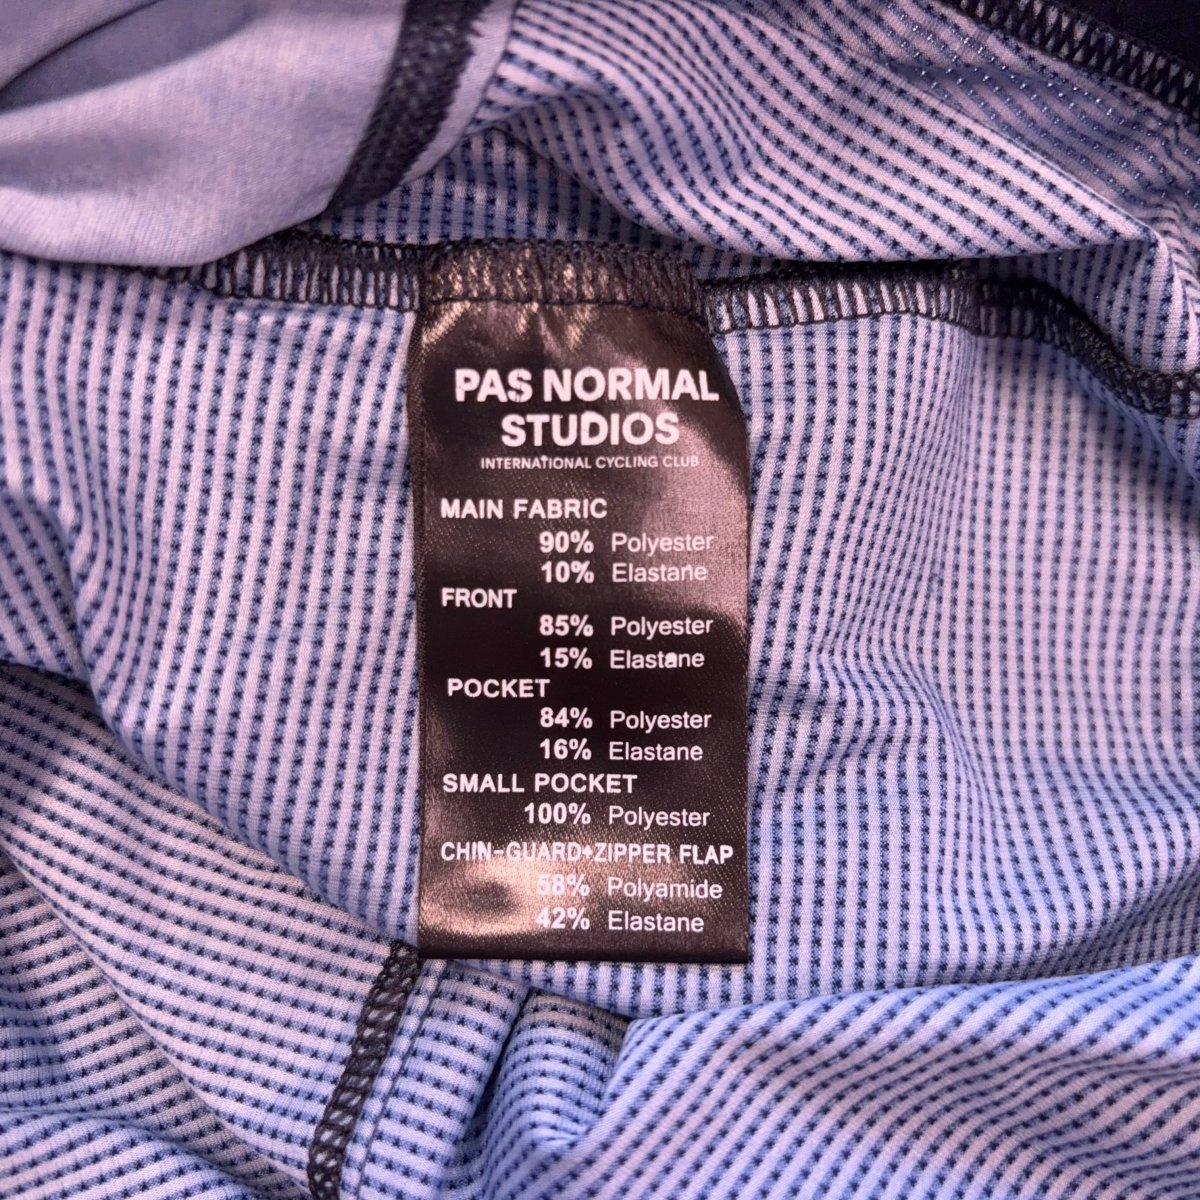 PAS NORMAL
STUDIOS
INTERNATIONAL CYCLING CLUB
MAIN FABRIC
90% Polyester
10% Elastane
FRONT
85% Polyester
15% Elastane
POCKET
84% Polyester
16% Elastane
SMALL POCKET
100% Polyester
CHIN-GUARD+ZIPPER FLAP
58% Polyamide
42% Elastane